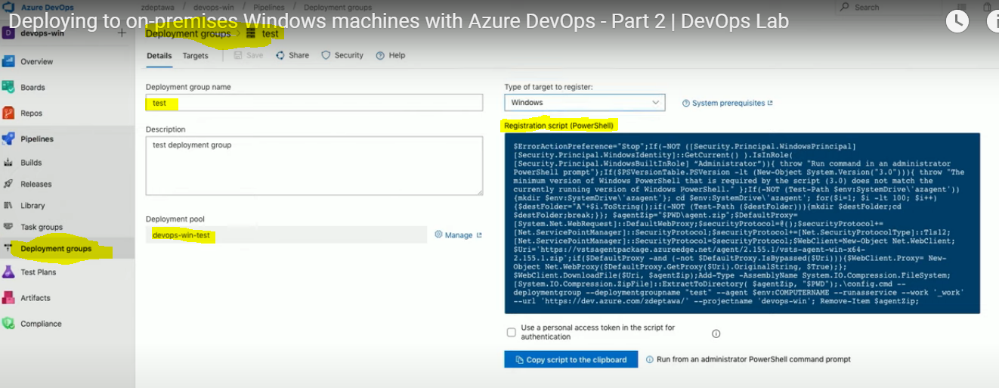 Azure DevOps
zdeptawa / devops-win / Pipelines / Deployment groups
Search
Deploying to on-premises Windows machines with Azure DevOps - Part 2 | DevOps Lab
D devops-win +
Deployment groups > test
Details Targets Save Share Security Help
Overview
Boards
Repos
Pipelines
Builds
Releases
Library
Task groups
Deployment groups
Test Plans
Artifacts
Compliance
Deployment group name
test
Description
test deployment group
Deployment pool
devops-win-test
Manage
Type of target to register:
Windows
System prerequisites
Registration script (PowerShell)
$ErrorActionPreference="Stop";If(-NOT ([Security.Principal.WindowsPrincipal]
[Security.Principal.WindowsIdentity]::GetCurrent() ).IsInRole(
[Security.Principal.WindowsBuiltInRole] "Administrator")){ throw "Run command in an administrator
PowerShell prompt"};If($PSVersionTable.PSVersion -lt (New-Object System.Version("3.0"))){ throw "The
minimum version of Windows PowerShell that is required by the script (3.0) does not match the
currently running version of Windows PowerShell." };If(-NOT (Test-Path $env:SystemDrive\'azagent'))
{mkdir $env:SystemDrive\'azagent'}; cd $env:SystemDrive\'azagent'; for($i=1; $i -lt 100; $i++)
{$destFolder="A"+$i.ToString();if(-NOT (Test-Path ($destFolder))){mkdir $destFolder;cd
$destFolder;break;}}; $agentZip="$PWD\agent.zip";$DefaultProxy=
[System.Net.WebRequest]::DefaultWebProxy;$securityProtocol=@();$securityProtocol+=
[Net.ServicePointManager]::SecurityProtocol;$securityProtocol+=[Net.SecurityProtocolType]::Tls12;
[Net.ServicePointManager]::SecurityProtocol=$securityProtocol;$WebClient=New-Object Net.WebClient;
$Uri='https://vstsagentpackage.azureedge.net/agent/2.155.1/vsts-agent-win-x64-
2.155.1.zip';if($DefaultProxy -and (-not $DefaultProxy.IsBypassed($Uri))){$WebClient.Proxy= New-
Object Net.WebProxy($DefaultProxy.GetProxy($Uri).OriginalString, $True);};
$WebClient.DownloadFile($Uri, $agentZip);Add-Type -AssemblyName System.IO.Compression.FileSystem;
[System.IO.Compression.ZipFile]::ExtractToDirectory( $agentZip, "$PWD");.\config.cmd --
deploymentgroup --deploymentgroupname "test" --agent $env:COMPUTERNAME --runasservice --work '_work'
--url 'https://dev.azure.com/zdeptawa/' --projectname 'devops-win'; Remove-Item $agentZip;
Use a personal access token in the script for
authentication
Copy script to the clipboard
Run from an administrator PowerShell command prompt